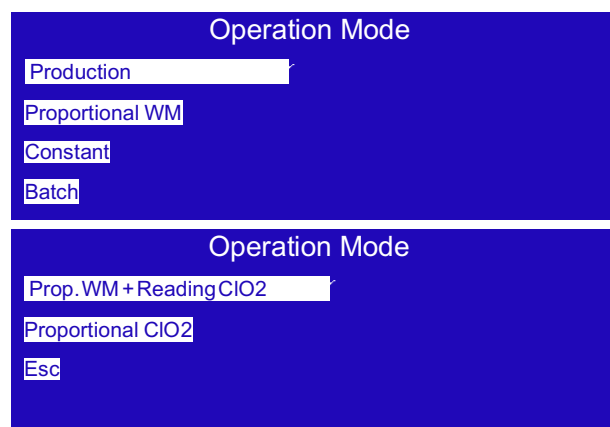 Operation Mode
Production
Proportional WM
Constant
Batch
Operation Mode
Prop. WM + Reading ClO2
Proportional ClO2
Esc